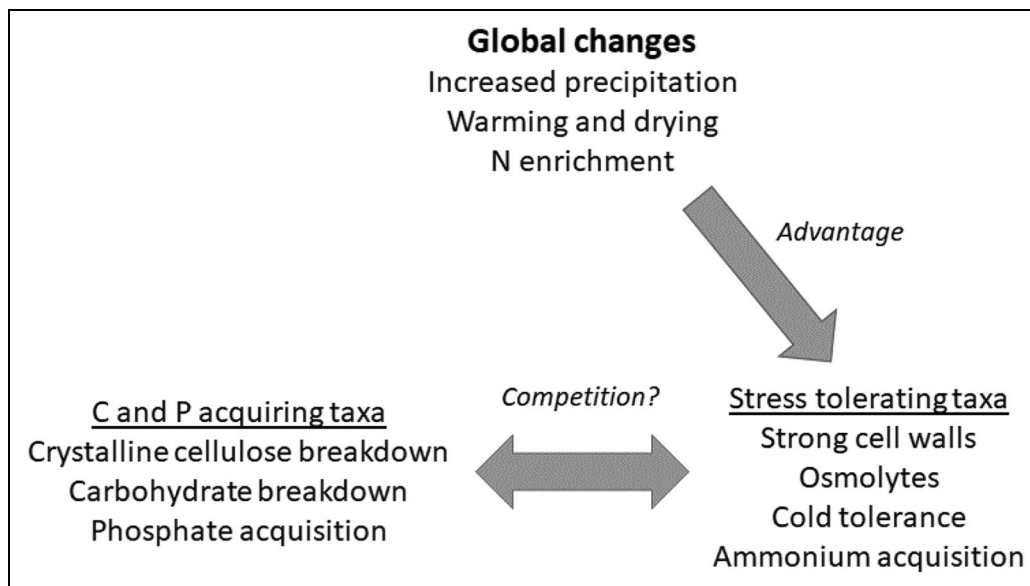 Global changes
Increased precipitation
Warming and drying
N enrichment
Advantage
Competition?
C and P acquiring taxa
Crystalline cellulose breakdown
Carbohydrate breakdown
Phosphate acquisition
Stress tolerating taxa
Strong cell walls
Osmolytes
Cold tolerance
Ammonium acquisition